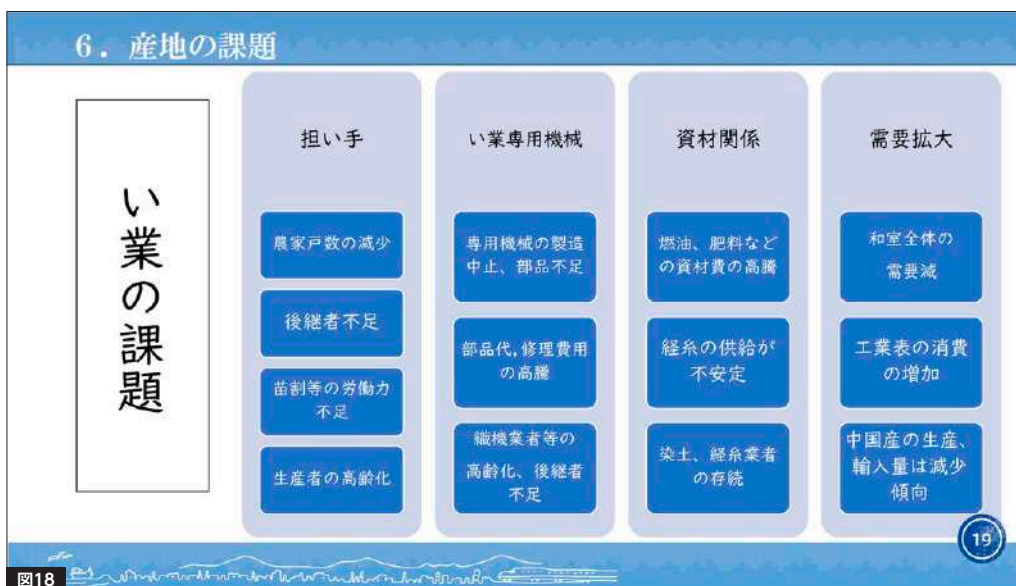 6．産地の課題
い業の課題
担い手
農家戸数の減少
後継者不足
苗割等の労働力
不足
生産者の高齢化
い業専用機械
専用機械の製造
中止、部品不足
部品代,修理費用
の高騰
織機業者等の
高齢化、後継者
不足
資材関係
燃油、肥料など
の資材費の高騰
経糸の供給が
不安定
染土、経糸業者
の存続
需要拡大
和室全体の
需要減
工業表の消費
の増加
中国産の生産、
輸入量は減少
傾向
19
図18